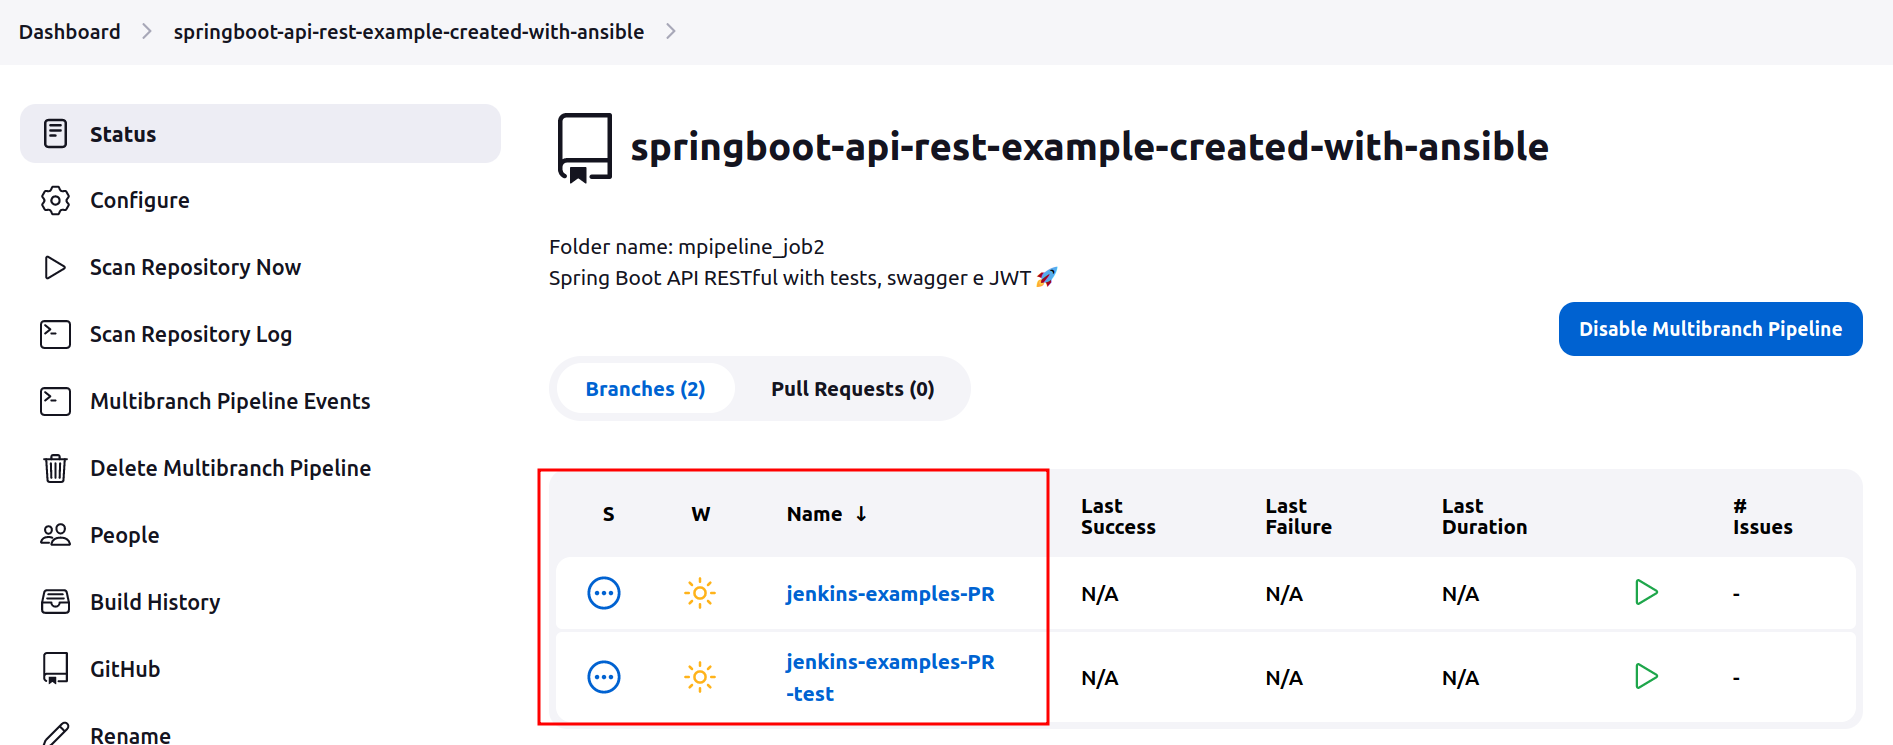 Dashboard > springboot-api-rest-example-created-with-ansible >
Status
Configure
Scan Repository Now
Scan Repository Log
Multibranch Pipeline Events
Delete Multibranch Pipeline
People
Build History
GitHub
Rename
springboot-api-rest-example-created-with-ansible
Folder name: mpipeline_job2
Spring Boot API RESTful with tests, swagger e JWT 🚀
Disable Multibranch Pipeline
Branches (2) Pull Requests (0)
S W Name ↓ Last Success Last Failure Last Duration # Issues
jenkins-examples-PR N/A N/A N/A -
jenkins-examples-PR
-test N/A N/A N/A -